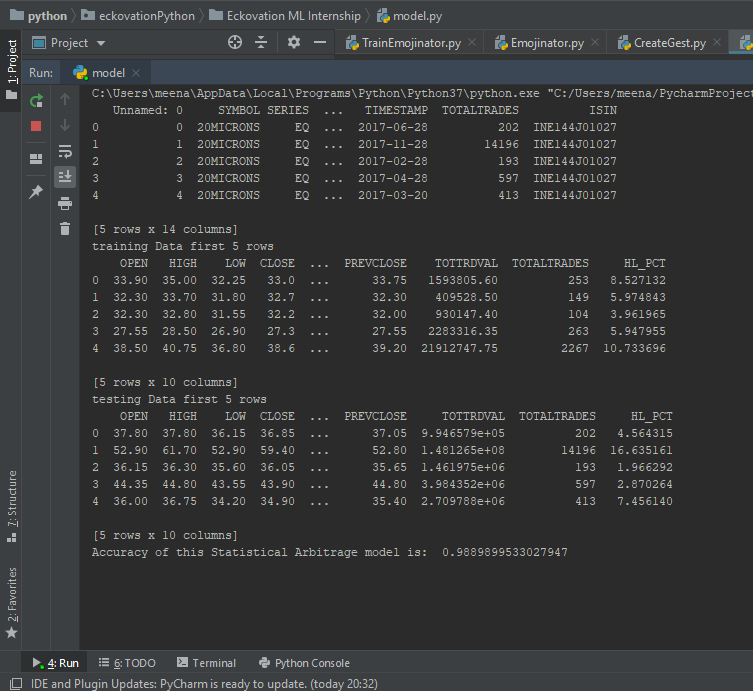 python eckovationPython Eckovation ML Internship model.py
1: Project
Project
TrainEmojinator.py
Emojinator.py
CreateGest.py
Run: model
C:\Users\meena\AppData\Local\Programs\Python\Python37\python.exe "C:/Users/meena/PycharmProject
Unnamed: 0 SYMBOL SERIES ... TIMESTAMP TOTALTRADES ISIN
0 0 20MICRONS EQ ... 2017-06-28 202 INE144J01027
1 1 20MICRONS EQ ... 2017-11-28 14196 INE144J01027
2 2 20MICRONS EQ ... 2017-02-28 193 INE144J01027
3 3 20MICRONS EQ ... 2017-04-28 597 INE144J01027
4 4 20MICRONS EQ ... 2017-03-20 413 INE144J01027
[5 rows x 14 columns]
training Data first 5 rows
OPEN HIGH LOW CLOSE ... PREVCLOSE TOTTRDVAL TOTALTRADES HL_PCT
0 33.90 35.00 32.25 33.0 ... 33.75 1593805.60 253 8.527132
1 32.30 33.70 31.80 32.7 ... 32.30 409528.50 149 5.974843
2 32.30 32.80 31.55 32.2 ... 32.00 930147.40 104 3.961965
3 27.55 28.50 26.90 27.3 ... 27.55 2283316.35 263 5.947955
4 38.50 40.75 36.80 38.6 ... 39.20 21912747.75 2267 10.733696
[5 rows x 10 columns]
testing Data first 5 rows
OPEN HIGH LOW CLOSE ... PREVCLOSE TOTTRDVAL TOTALTRADES HL_PCT
0 37.80 37.80 36.15 36.85 ... 37.05 9.946579e+05 202 4.564315
1 52.90 61.70 52.90 59.40 ... 52.80 1.481265e+08 14196 16.635161
2 36.15 36.30 35.60 36.05 ... 35.65 1.461975e+06 193 1.966292
3 44.35 44.80 43.55 43.90 ... 44.80 3.984352e+06 597 2.870264
4 36.00 36.75 34.20 34.90 ... 35.40 2.709788e+06 413 7.456140
[5 rows x 10 columns]
Accuracy of this Statistical Arbitrage model is: 0.9889899533027947
7: Structure
2: Favorites
4: Run 6: TODO Terminal Python Console
IDE and Plugin Updates: PyCharm is ready to update. (today 20:32)